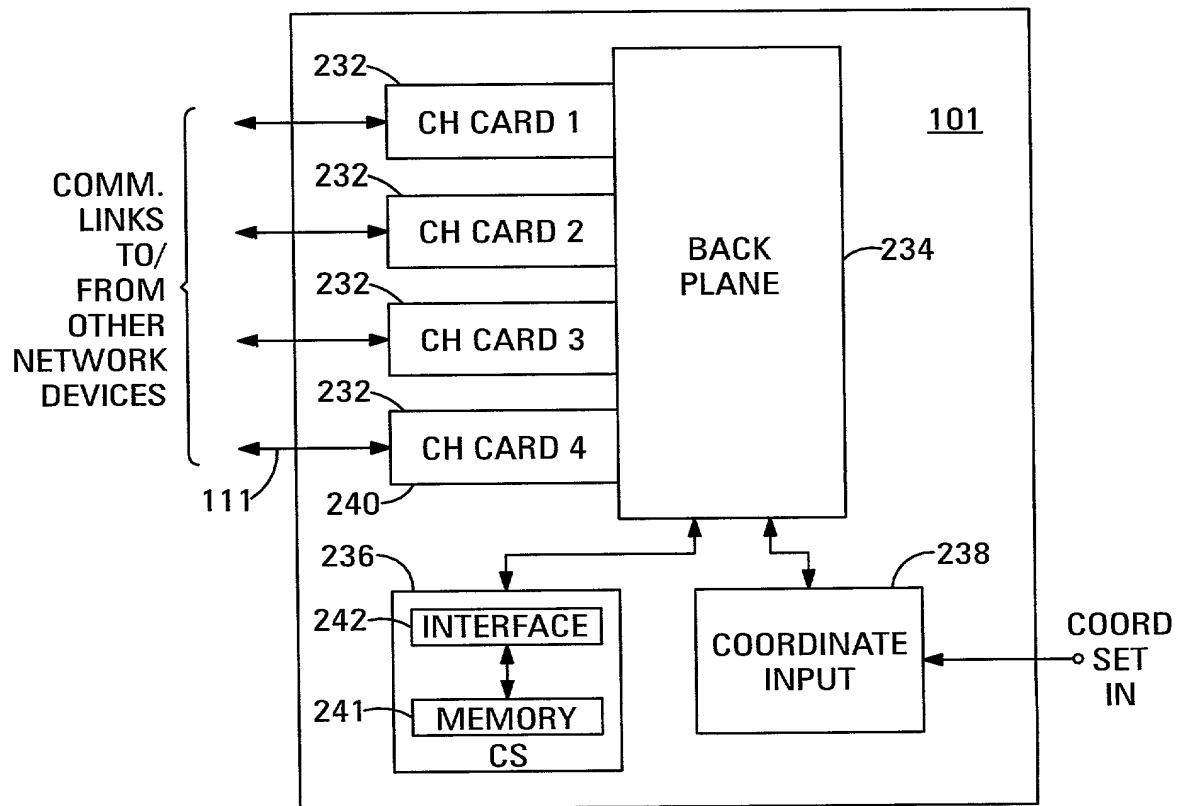 232
CH CARD 1
101
232
CH CARD 2
COMM.
LINKS
TO/
FROM
OTHER
NETWORK
DEVICES
BACK
PLANE
234
232
CH CARD 3
232
CH CARD 4
111
240
236
238
242
INTERFACE
241
MEMORY
CS
COORDINATE
INPUT
COORD
SET
IN